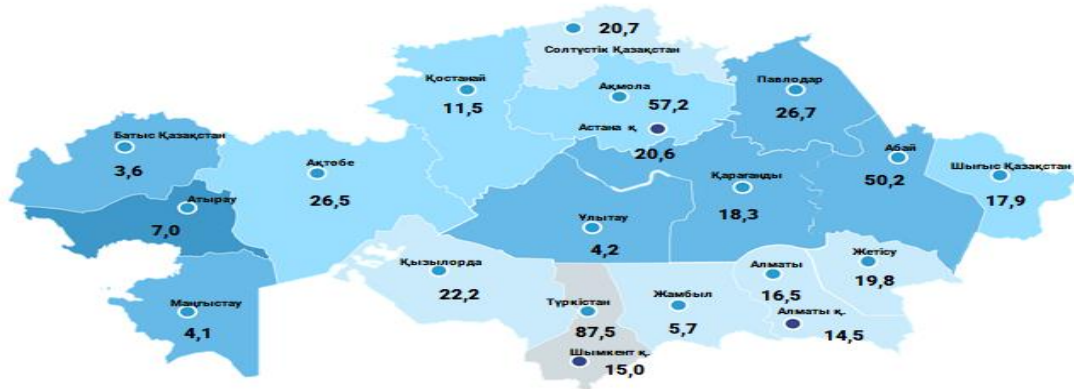 20,7
Солтүстік Қазақстан
Қостанай
11,5
Ақмола
57,2
Астана қ.
20,6
Павлодар
26,7
Батыс Қазақстан
3,6
Ақтобе
26,5
Атырау
7,0
Абай
50,2
Шығыс Қазақстан
17,9
Қарағанды
18,3
Ұлытау
4,2
Қызылорда
22,2
Маңғыстау
4,1
Түркістан
87,5
Шымкент қ.
15,0
Жамбыл
5,7
Алматы
16,5
Жетісу
19,8
Алматы қ.
14,5